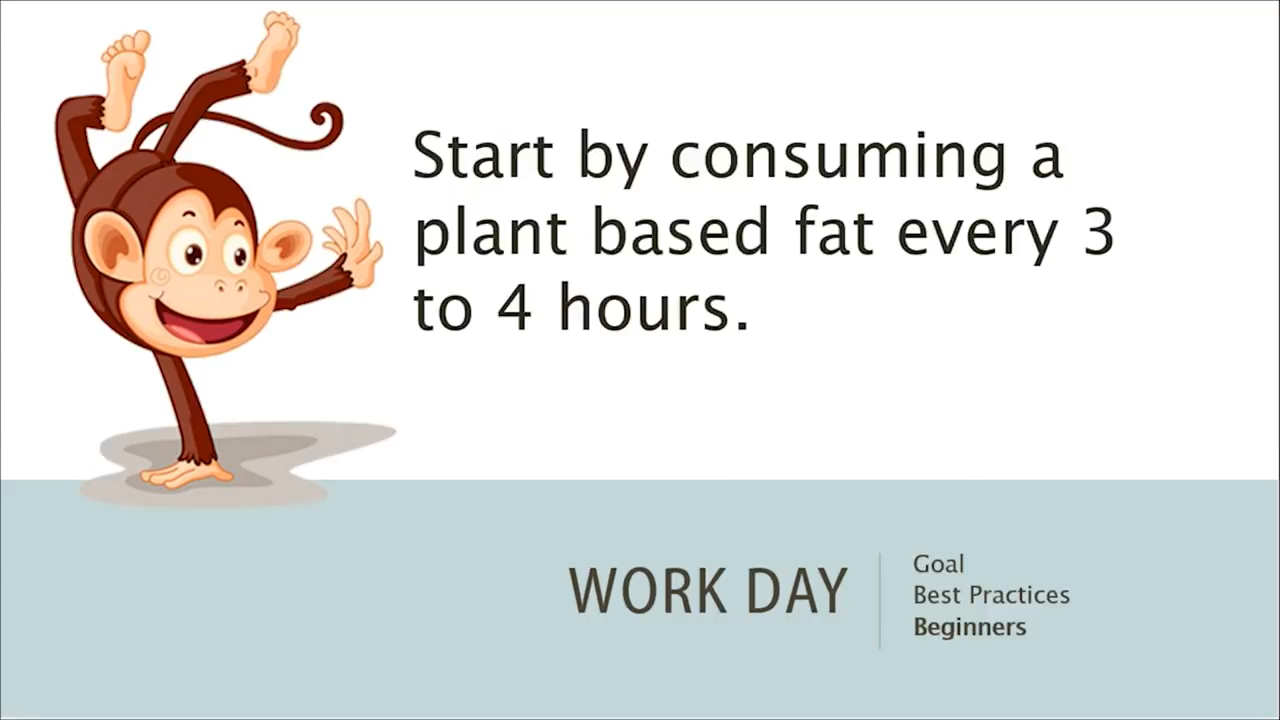 Start by consuming a
plant based fat every 3
to 4 hours.
WORK DAY
Goal
Best Practices
Beginners